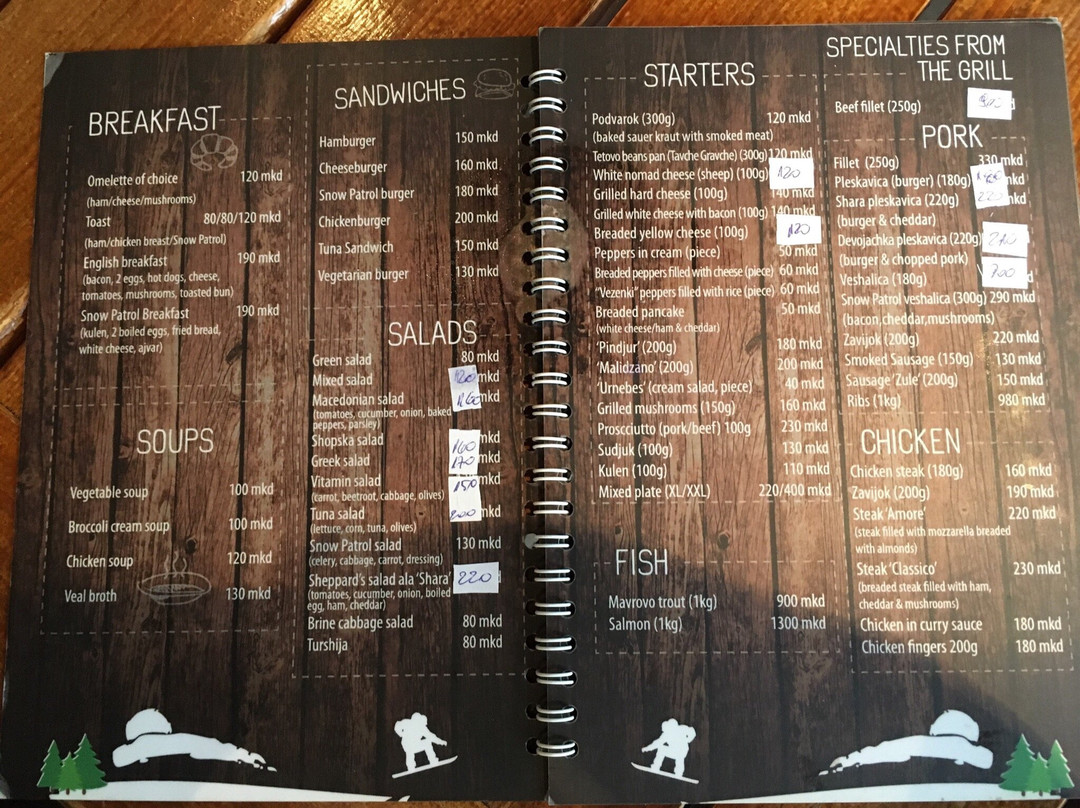 BREAKFAST
Omelette of choice 120 mkd
(ham/cheese/mushrooms)
Toast 80/80/120 mkd
(ham/chicken breast/Snow Patrol)
English breakfast 190 mkd
(bacon, 2 eggs, hot dogs, cheese,
tomatoes, mushrooms, toasted bun)
Snow Patrol Breakfast 190 mkd
(kulen, 2 boiled eggs, fried bread,
white cheese, ajvar)
SOUPS
Vegetable soup 100 mkd
Broccoli cream soup 100 mkd
Chicken soup 120 mkd
Veal broth 130 mkd
SANDWICHES
Hamburger 150 mkd
Cheeseburger 160 mkd
Snow Patrol burger 180 mkd
Chickenburger 200 mkd
Tuna Sandwich 150 mkd
Vegetarian burger 130 mkd
SALADS
Green salad 80 mkd
Mixed salad 120 mkd
Macedonian salad 160 mkd
(tomatoes, cucumber, onion, baked
peppers, parsley)
Shopska salad 160 mkd
Greek salad 170 mkd
Vitamin salad 150
(carrot, beetroot, cabbage, olives)
Tuna salad 200 mkd
(lettuce, corn, tuna, olives)
Snow Patrol salad 130 mkd
(celery, cabbage, carrot, dressing)
Sheppard's salad ala 'Shara' 220
(tomatoes, cucumber, onion, boiled
egg, ham, cheddar)
Brine cabbage salad 80 mkd
Turshija 80 mkd
STARTERS
Podvarok (300g) 120 mkd
(baked sauer kraut with smoked meat)
Tetovo beans pan (Tavche Gravche) (300g) 120 mkd
White nomad cheese (sheep) (100g) 120
Grilled hard cheese (100g) 140 mkd
Grilled white cheese with bacon (100g) 140 mkd
Breaded yellow cheese (100g) 120
Peppers in cream (piece) 50 mkd
Breaded peppers filled with cheese (piece) 60 mkd
"Vezenki" peppers filled with rice (piece) 60 mkd
Breaded pancake 50 mkd
(white cheese/ham & cheddar)
'Pindjur' (200g) 180 mkd
'Malidzano' (200g) 200 mkd
'Urnebes' (cream salad, piece) 40 mkd
Grilled mushrooms (150g) 160 mkd
Proscciutto (pork/beef) 100g 230 mkd
Sudjuk (100g) 130 mkd
Kulen (100g) 110 mkd
Mixed plate (XL/XXL) 220/400 mkd
FISH
Mavrovo trout (1kg) 900 mkd
Salmon (1kg) 1300 mkd
SPECIALTIES FROM
THE GRILL
Beef fillet (250g)
PORK
Fillet (250g) 330 mkd
Pleskavica (burger) (180g) mkd
Shara pleskavica (220g) 220 mkd
(burger & cheddar)
Devojachka pleskavica (220g)
(burger & chopped pork)
Veshalica (180g)
Snow Patrol veshalica (300g) 290 mkd
(bacon,cheddar,mushrooms)
Zavijok (200g) 220 mkd
Smoked Sausage (150g) 130 mkd
Sausage 'Zule' (200g) 150 mkd
Ribs (1kg) 980 mkd
CHICKEN
Chicken steak (180g) 160 mkd
Zavijok (200g) 190 mkd
Steak 'Amore' 220 mkd
(steak filled with mozzarella breaded
with almonds)
Steak 'Classico' 230 mkd
(breaded steak filled with ham,
cheddar & mushrooms)
Chicken in curry sauce 180 mkd
Chicken fingers 200g 180 mkd